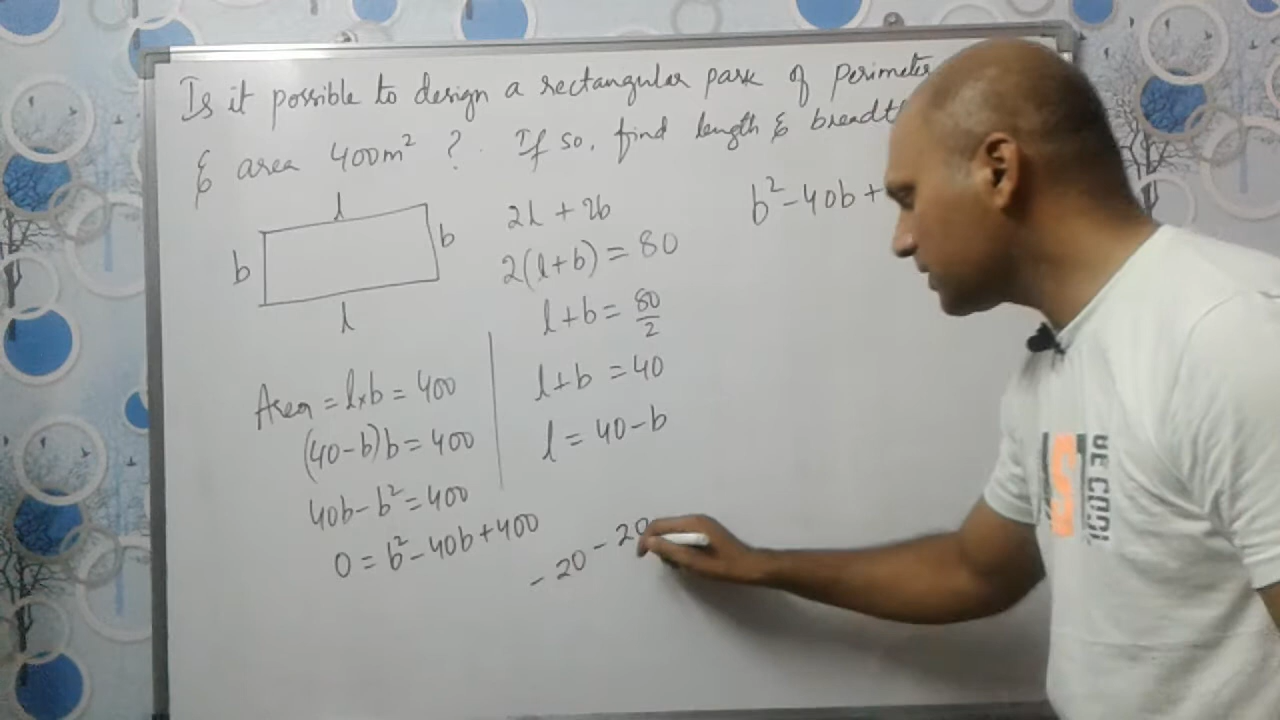 Is it possible to design a rectangular park of perimeter
& area 400m² ? If so, find length & breadth
l
b
b
l
2l + 2b
2(l+b) = 80
l+b = 80/2
l+b = 40
l = 40-b
Area = l×b = 400
(40-b)b = 400
40b-b² = 400
0 = b²-40b+400
b²-40b+
-20 -20
BE COOL